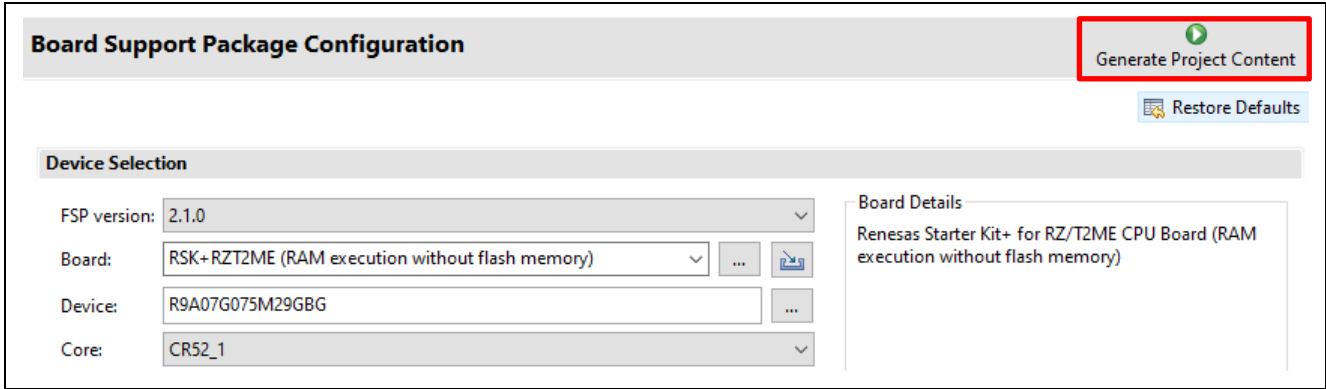 Board Support Package Configuration
Generate Project Content
Restore Defaults
Device Selection
FSP version: 2.1.0
Board: RSK+RZT2ME (RAM execution without flash memory) ...
Device: R9A07G075M29GBG ...
Core: CR52_1
Board Details
Renesas Starter Kit+ for RZ/T2ME CPU Board (RAM
execution without flash memory)